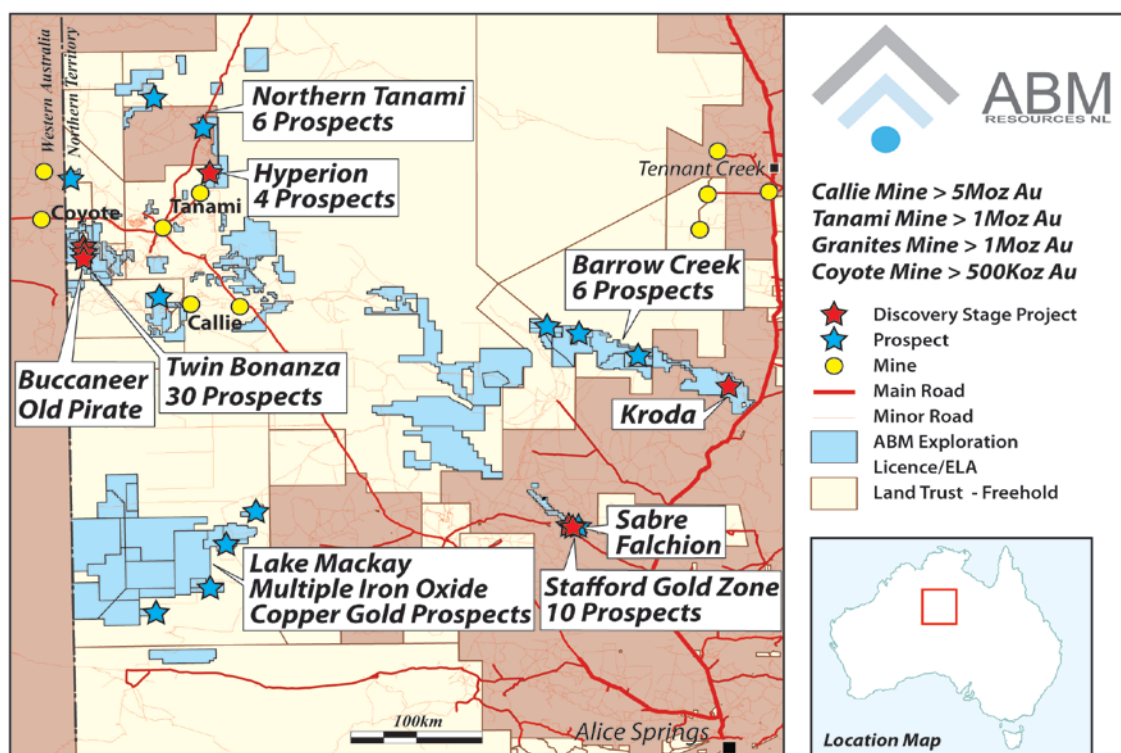 Western Australia
Northern Territory
Northern Tanami
6 Prospects
Hyperion
4 Prospects
Coyote
Tanami
Callie
Buccaneer
Old Pirate
Twin Bonanza
30 Prospects
Tennant Creek
Barrow Creek
6 Prospects
Kroda
Sabre
Falchion
Stafford Gold Zone
10 Prospects
Lake Mackay
Multiple Iron Oxide
Copper Gold Prospects
100km
Alice Springs
ABM
RESOURCES NL
Callie Mine > 5Moz Au
Tanami Mine > 1Moz Au
Granites Mine > 1Moz Au
Coyote Mine > 500Koz Au
Discovery Stage Project
Prospect
Mine
Main Road
Minor Road
ABM Exploration
Licence/ELA
Land Trust - Freehold
Location Map